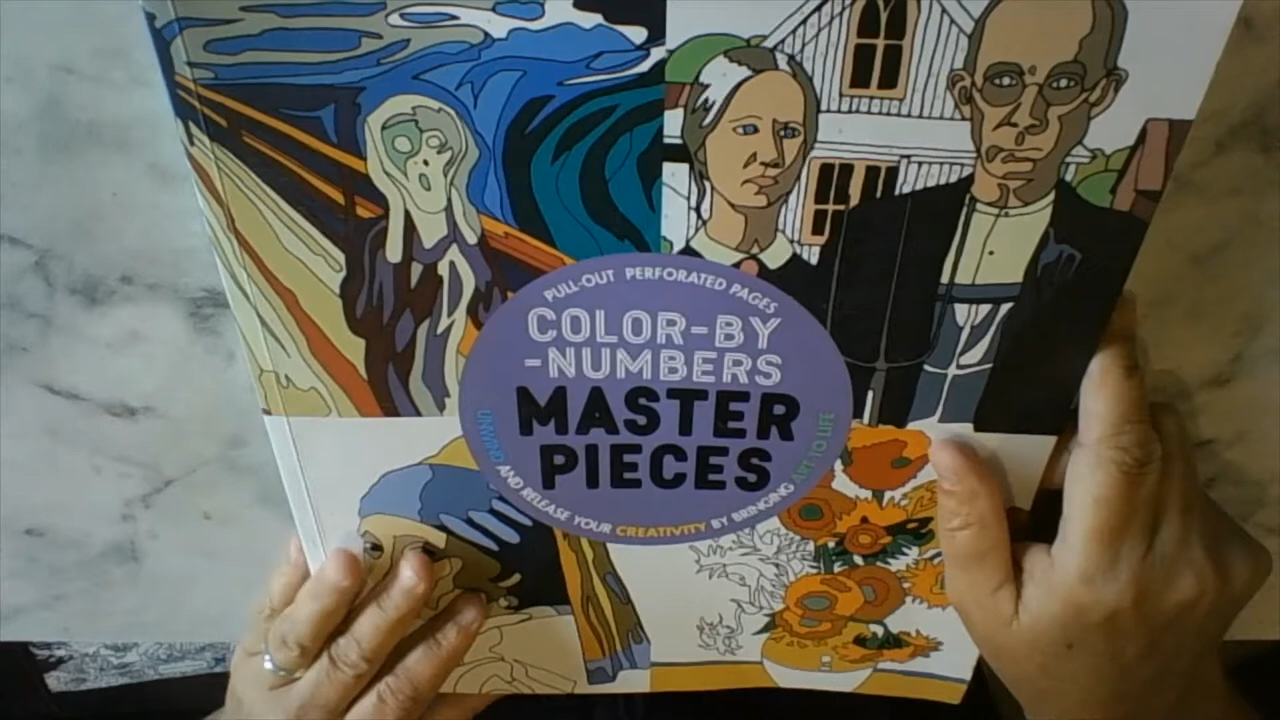 PULL-OUT PERFORATED PAGES
COLOR-BY
-NUMBERS
MASTER
PIECES
UNWIND AND RELEASE YOUR CREATIVITY BY BRINGING ART TO LIFE